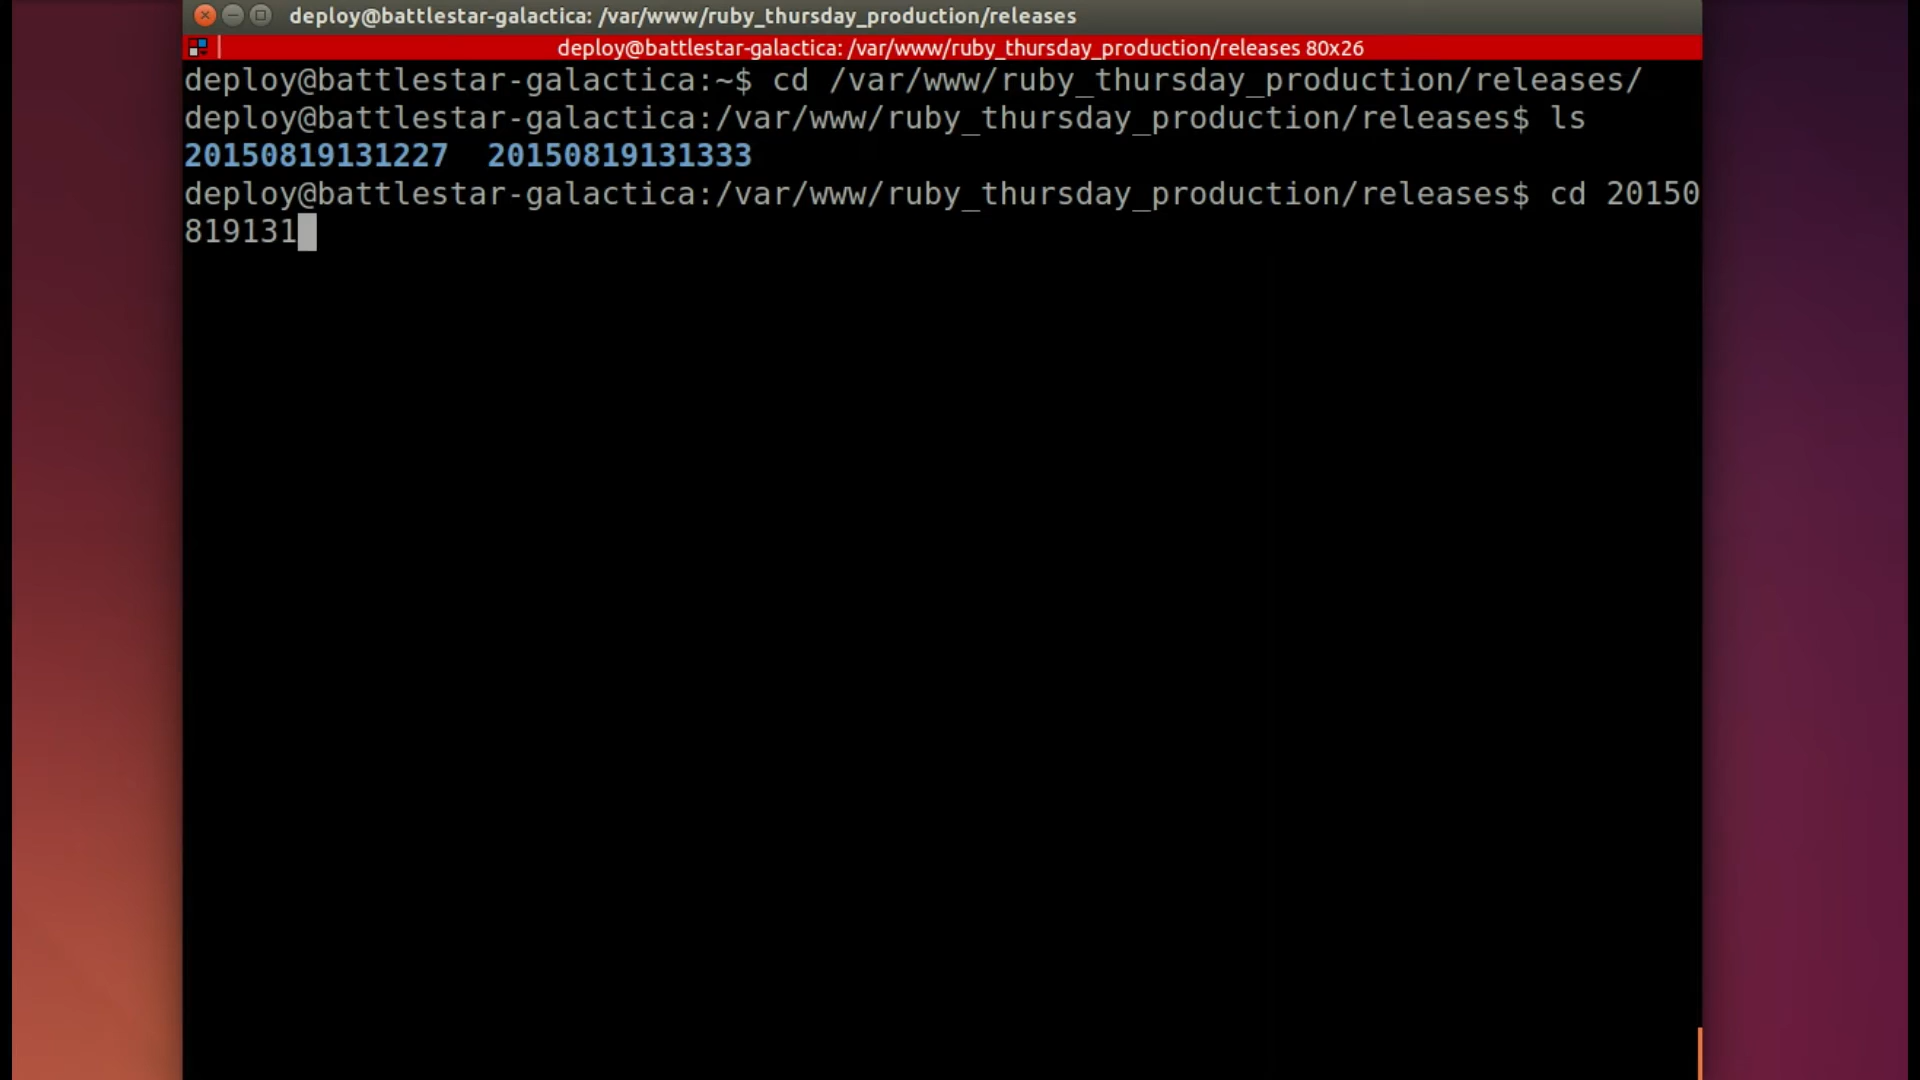 deploy@battlestar-galactica: /var/www/ruby_thursday_production/releases
deploy@battlestar-galactica: /var/www/ruby_thursday_production/releases 80x26
deploy@battlestar-galactica:~$ cd /var/www/ruby_thursday_production/releases/
deploy@battlestar-galactica:/var/www/ruby_thursday_production/releases$ ls
20150819131227  20150819131333
deploy@battlestar-galactica:/var/www/ruby_thursday_production/releases$ cd 20150
819131